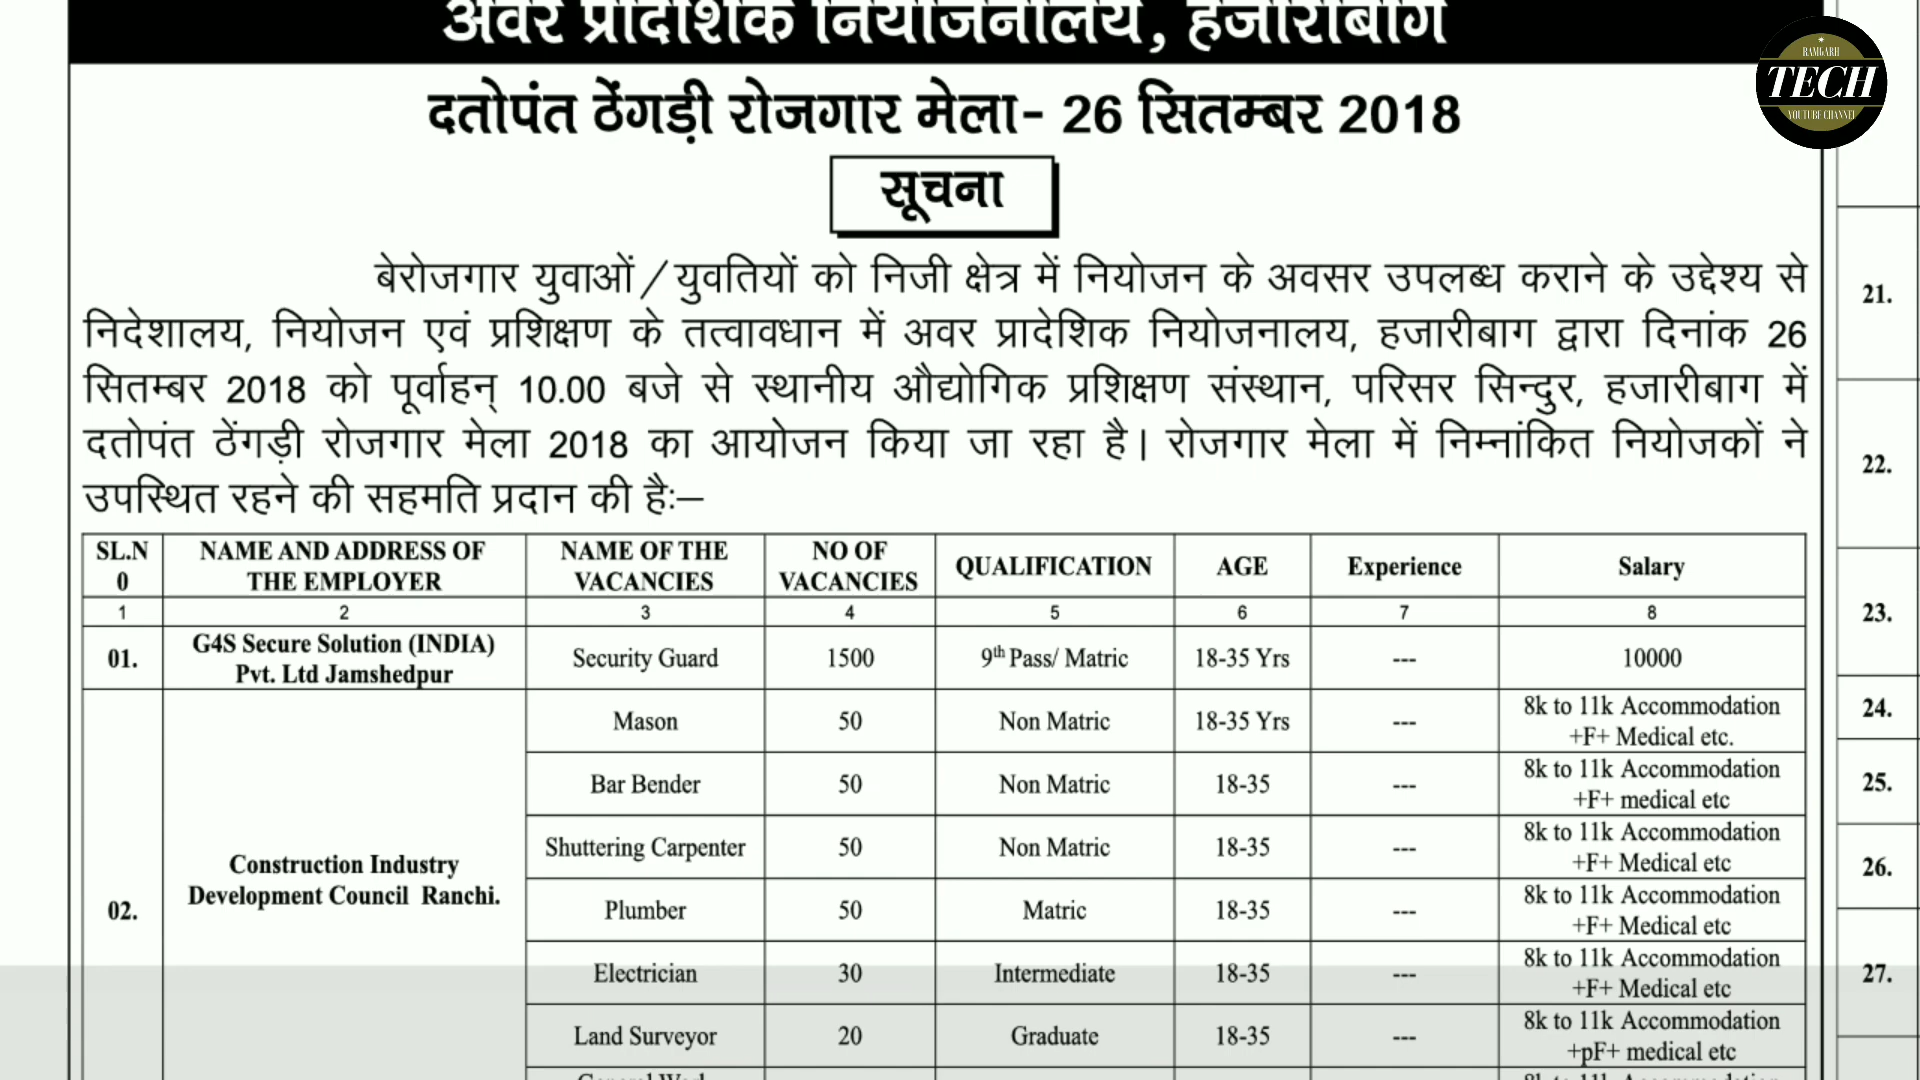 अवर प्रादेशिक नियोजनालय, हजारीबाग
दतोपंत ठेंगड़ी रोजगार मेला- 26 सितम्बर 2018
सूचना
बेरोजगार युवाओं/युवतियों को निजी क्षेत्र में नियोजन के अवसर उपलब्ध कराने के उद्देश्य से
निदेशालय, नियोजन एवं प्रशिक्षण के तत्वावधान में अवर प्रादेशिक नियोजनालय, हजारीबाग द्वारा दिनांक 26
सितम्बर 2018 को पूर्वाहन् 10.00 बजे से स्थानीय औद्योगिक प्रशिक्षण संस्थान, परिसर सिन्दुर, हजारीबाग में
दतोपंत ठेंगड़ी रोजगार मेला 2018 का आयोजन किया जा रहा है। रोजगार मेला में निम्नांकित नियोजकों ने
उपस्थित रहने की सहमति प्रदान की है:–
SL.N0 NAME AND ADDRESS OF THE EMPLOYER NAME OF THE VACANCIES NO OF VACANCIES QUALIFICATION AGE Experience Salary
1 2 3 4 5 6 7 8
01. G4S Secure Solution (INDIA) Pvt. Ltd Jamshedpur Security Guard 1500 9th Pass/ Matric 18-35 Yrs --- 10000
02. Construction Industry Development Council Ranchi.
Mason 50 Non Matric 18-35 Yrs --- 8k to 11k Accommodation +F+ Medical etc.
Bar Bender 50 Non Matric 18-35 --- 8k to 11k Accommodation +F+ medical etc
Shuttering Carpenter 50 Non Matric 18-35 --- 8k to 11k Accommodation +F+ Medical etc
Plumber 50 Matric 18-35 --- 8k to 11k Accommodation +F+ Medical etc
Electrician 30 Intermediate 18-35 --- 8k to 11k Accommodation +F+ Medical etc
Land Surveyor 20 Graduate 18-35 --- 8k to 11k Accommodation +pF+ medical etc
21.
22.
23.
24.
25.
26.
27.
RAMGARH
TECH
YOUTUBE CHANNEL